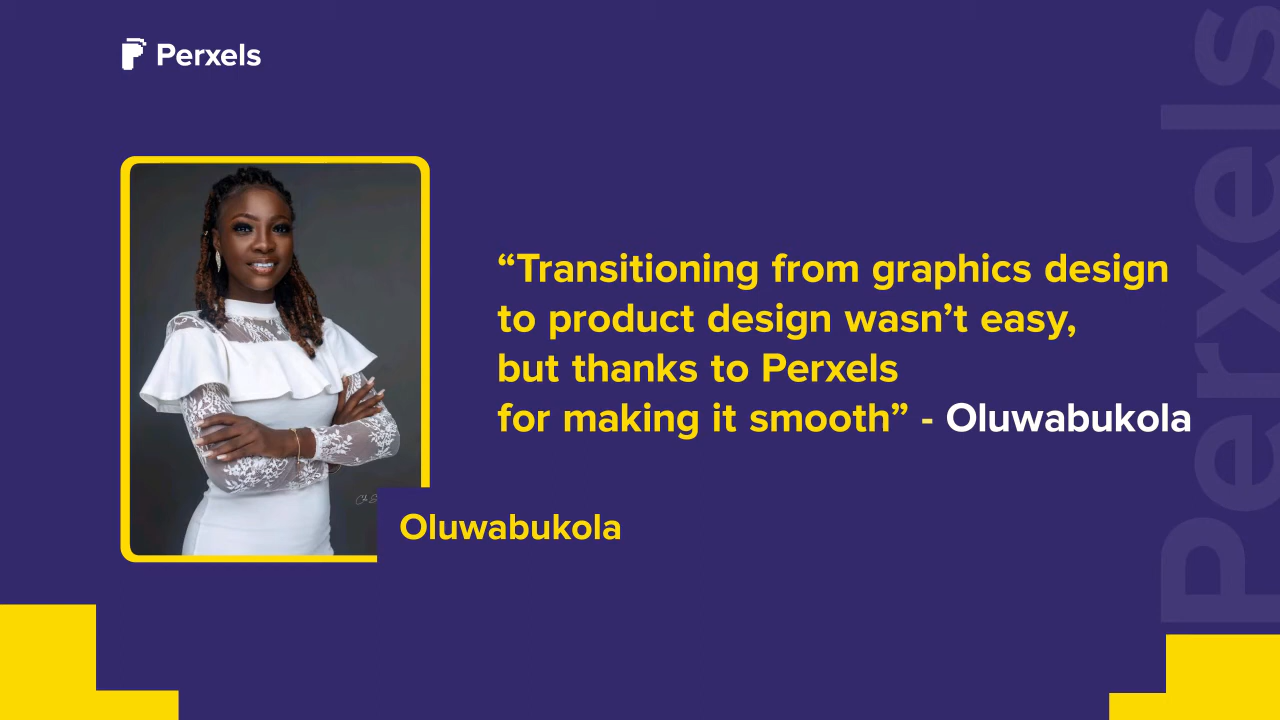 Perxels
“Transitioning from graphics design
to product design wasn’t easy,
but thanks to Perxels
for making it smooth” - Oluwabukola
Oluwabukola
Perxels